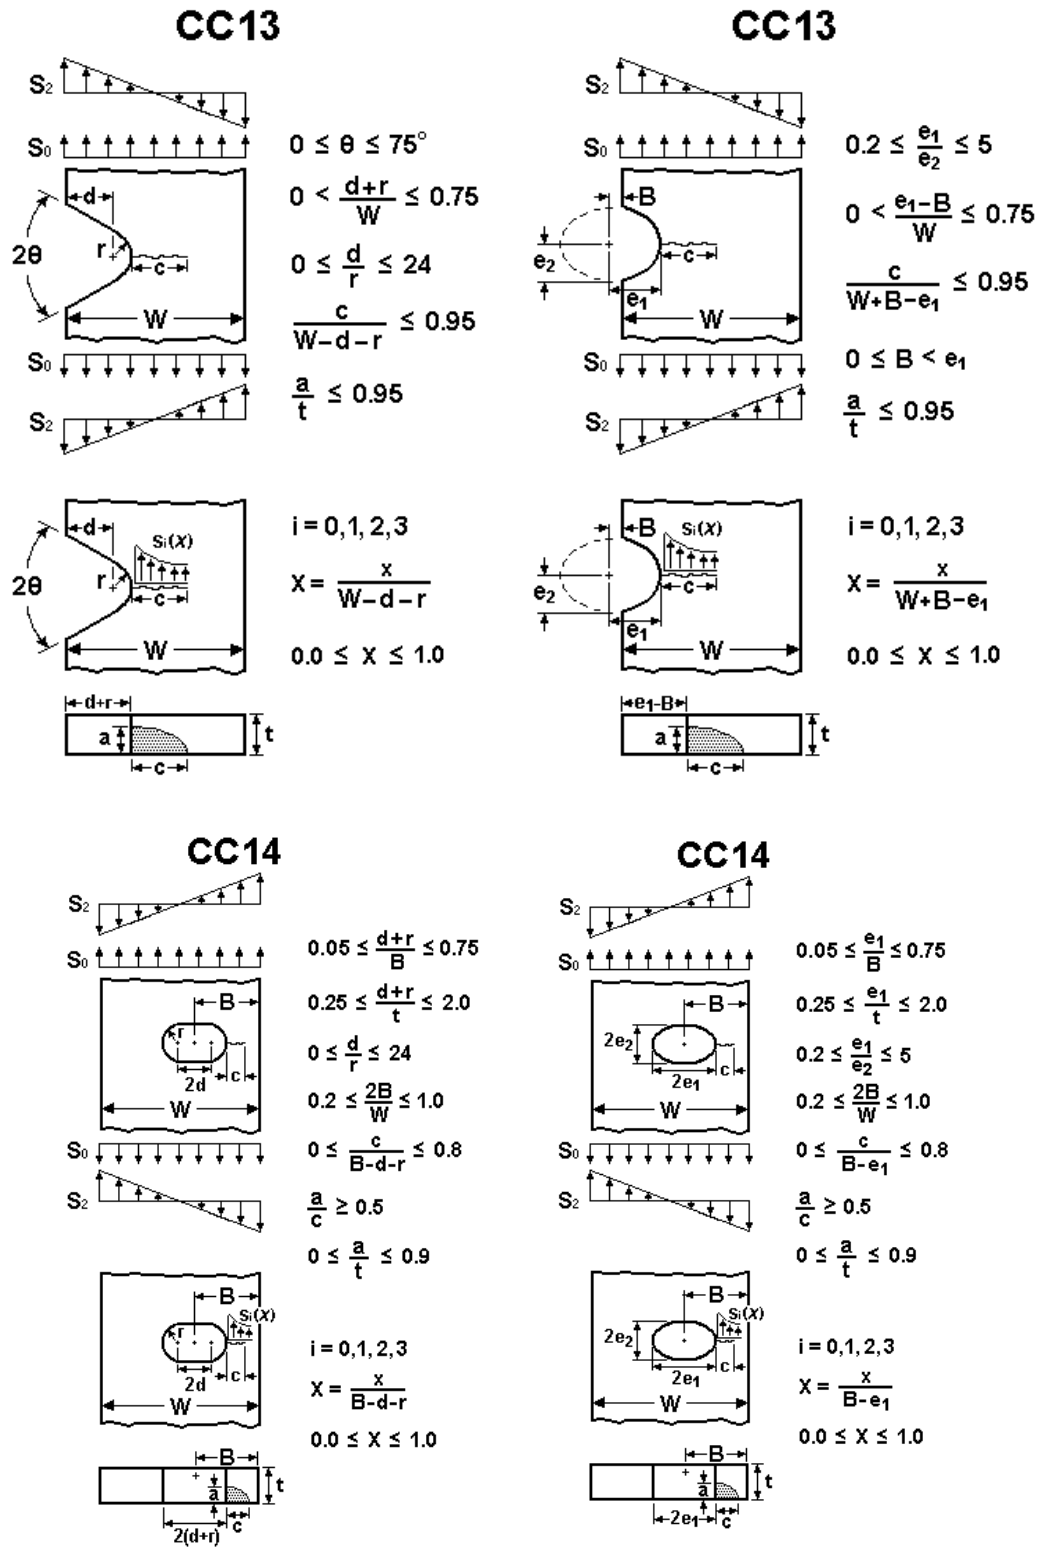 CC13
S₂
S₀
0 ≤ θ ≤ 75°
0 < (d+r)/W ≤ 0.75
0 ≤ d/r ≤ 24
c/(W−d−r) ≤ 0.95
a/t ≤ 0.95
d
r
2θ
c
W
S₀
S₂
d
r
2θ
sᵢ(x)
c
W
i = 0,1,2,3
X = x/(W−d−r)
0.0 ≤ X ≤ 1.0
d+r
a
t
c
CC13
S₂
S₀
0.2 ≤ e₁/e₂ ≤ 5
0 < (e₁−B)/W ≤ 0.75
c/(W+B−e₁) ≤ 0.95
0 ≤ B < e₁
a/t ≤ 0.95
B
e₂
c
e₁
W
S₀
S₂
B
sᵢ(x)
e₂
c
e₁
W
i = 0,1,2,3
X = x/(W+B−e₁)
0.0 ≤ X ≤ 1.0
e₁-B
a
t
c
CC14
S₂
S₀
0.05 ≤ (d+r)/B ≤ 0.75
0.25 ≤ (d+r)/t ≤ 2.0
0 ≤ d/r ≤ 24
0.2 ≤ 2B/W ≤ 1.0
0 ≤ c/(B-d-r) ≤ 0.8
a/c ≥ 0.5
0 ≤ a/t ≤ 0.9
B
r
2d
c
W
S₀
S₂
B
sᵢ(x)
r
2d
c
W
i = 0,1,2,3
X = x/(B-d-r)
0.0 ≤ X ≤ 1.0
B
a
t
2(d+r)
c
CC14
S₂
S₀
0.05 ≤ e₁/B ≤ 0.75
0.25 ≤ e₁/t ≤ 2.0
0.2 ≤ e₁/e₂ ≤ 5
0.2 ≤ 2B/W ≤ 1.0
0 ≤ c/(B-e₁) ≤ 0.8
a/c ≥ 0.5
0 ≤ a/t ≤ 0.9
B
2e₂
2e₁
c
W
S₀
S₂
B
sᵢ(x)
2e₂
2e₁
c
W
i = 0,1,2,3
X = x/(B-e₁)
0.0 ≤ X ≤ 1.0
B
a
t
2e₁
c